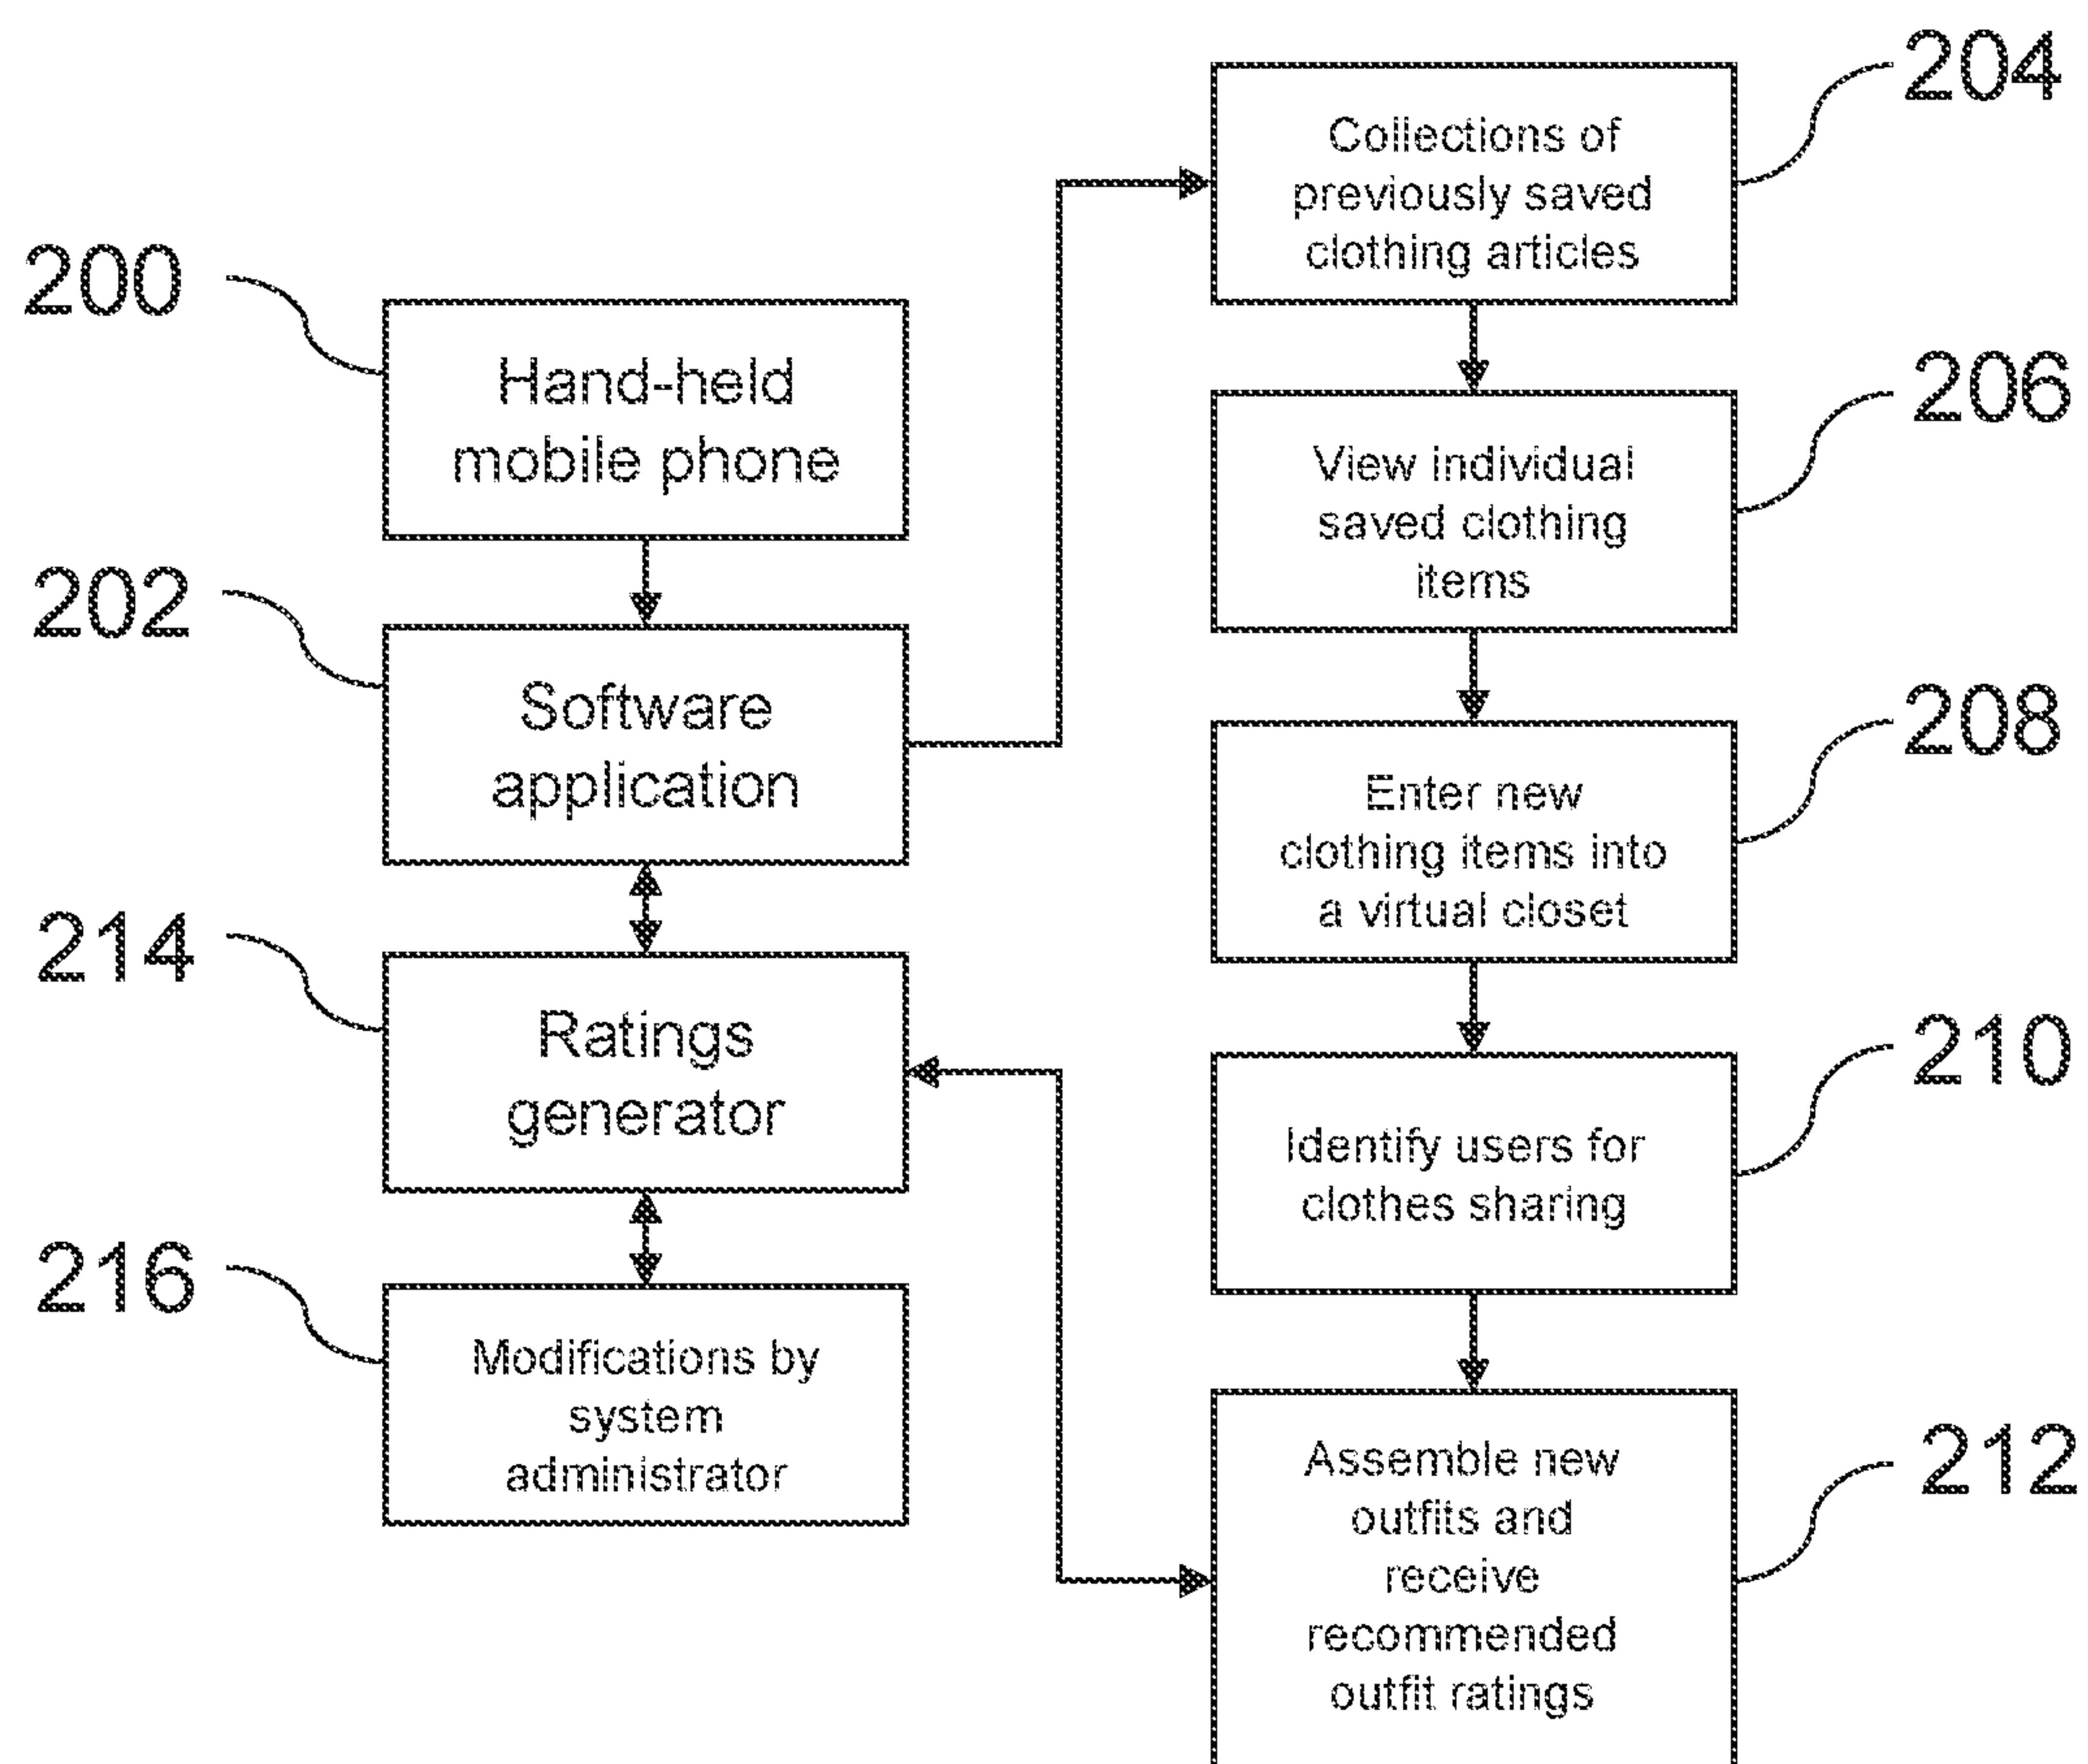 200
Hand-held
mobile phone
202
Software
application
214
Ratings
generator
216
Modifications by
system
administrator
204
Collections of
previously saved
clothing articles
206
View individual
saved clothing
items
208
Enter new
clothing items into
a virtual closet
210
Identify users for
clothes sharing
212
Assemble new
outfits and
receive
recommended
outfit ratings